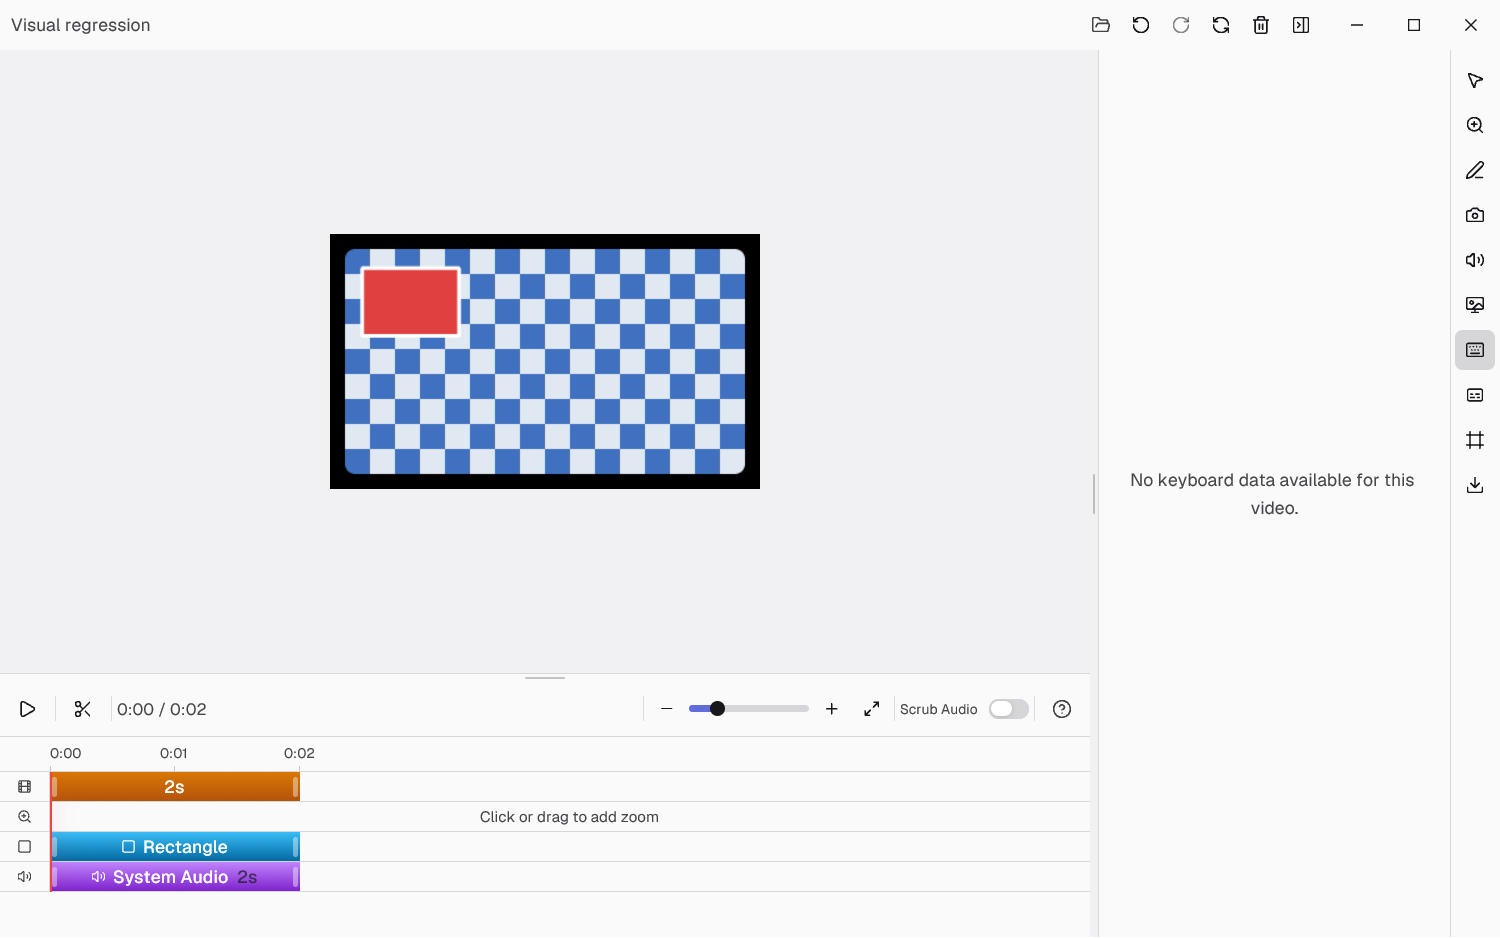 Visual regression
No keyboard data available for this
video.
0:00 / 0:02
Scrub Audio
0:00
0:01
0:02
2s
Click or drag to add zoom
Rectangle
System Audio 2s